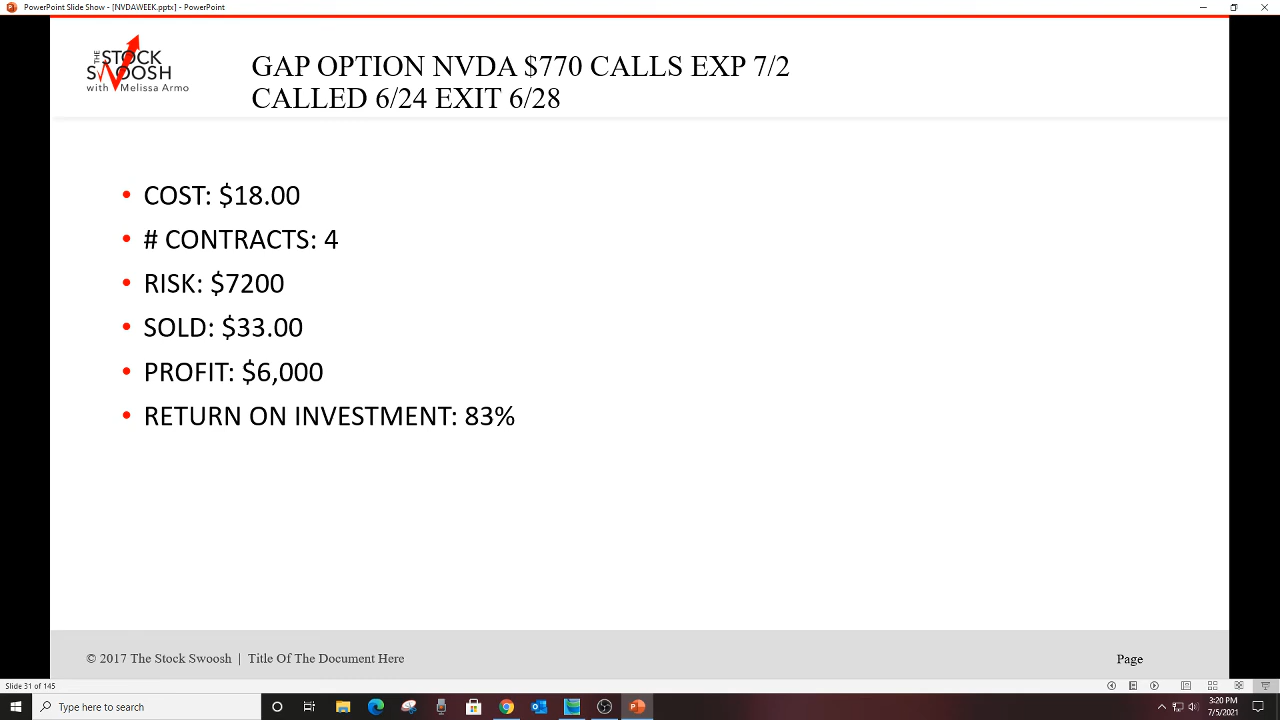 PowerPoint Slide Show - [NVDAWEEK.pptx] - PowerPoint
THE
STOCK
SWOOSH
with Melissa Armo
GAP OPTION NVDA $770 CALLS EXP 7/2
CALLED 6/24 EXIT 6/28
• COST: $18.00
• # CONTRACTS: 4
• RISK: $7200
• SOLD: $33.00
• PROFIT: $6,000
• RETURN ON INVESTMENT: 83%
© 2017 The Stock Swoosh | Title Of The Document Here
Page
Slide 31 of 145
Type here to search
3:20 PM
7/5/2021